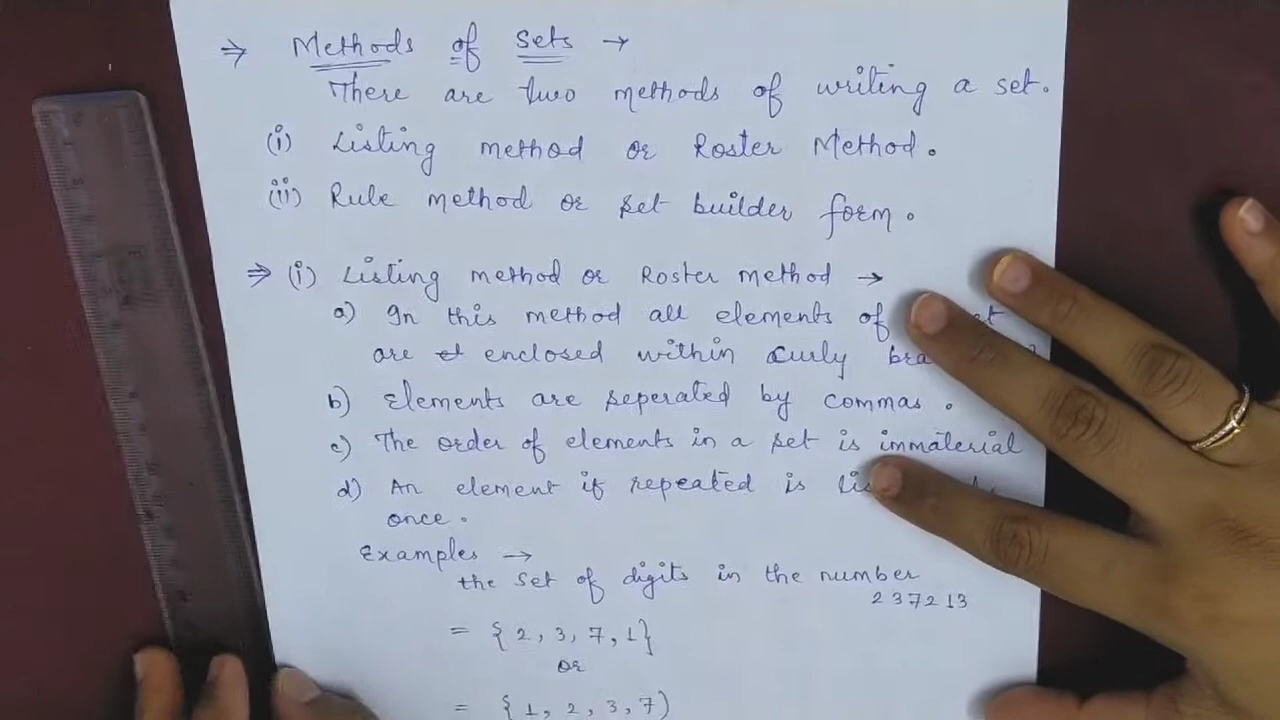 ⇒ Methods of Sets →
There are two methods of writing a set.
(i) Listing method or Roster Method.
(ii) Rule method or set builder form.
⇒ (i) Listing method or Roster method →
a) In this method all elements of
are enclosed within curly
b) Elements are seperated by commas.
c) The order of elements in a set is immaterial
d) An element if repeated is
once.
Examples →
the set of digits in the number
237213
= {2, 3, 7, 1}
or
= {1, 2, 3, 7)